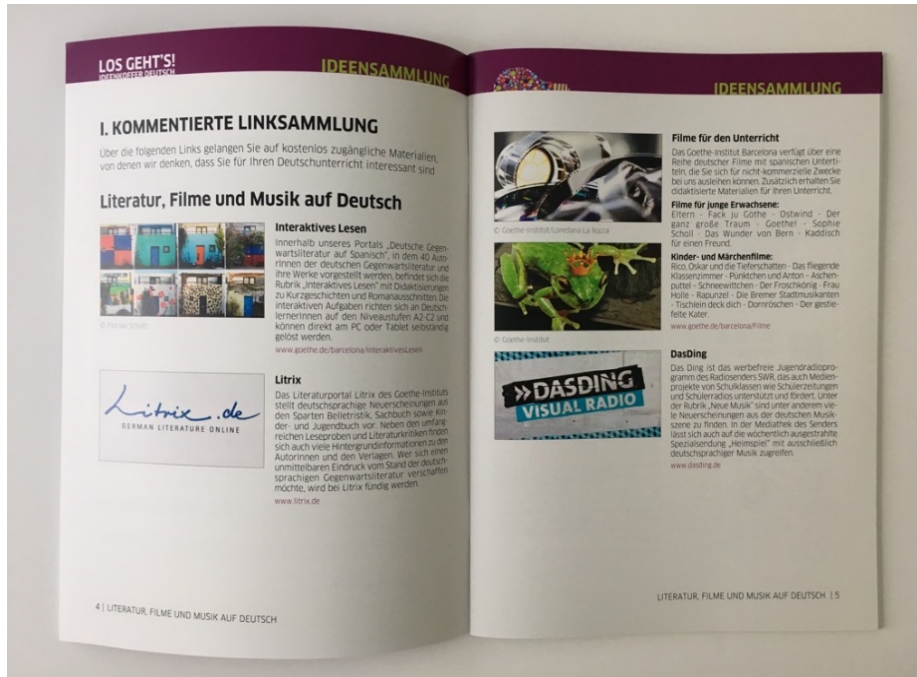 LOS GEHT'S!
IDEENKOFFER DEUTSCH
IDEENSAMMLUNG
I. KOMMENTIERTE LINKSAMMLUNG
Über die folgenden Links gelangen Sie auf kostenlos zugängliche Materialien,
von denen wir denken, dass Sie für Ihren Deutschunterricht interessant sind
Literatur, Filme und Musik auf Deutsch
Interaktives Lesen
Innerhalb unseres Portals „Deutsche Gegen-
wartsliteratur auf Spanisch“, in dem 40 Auto-
rInnen der deutschen Gegenwartsliteratur und
ihre Werke vorgestellt werden, befindet sich die
Rubrik „Interaktives Lesen“ mit Didaktisierungen
zu Kurzgeschichten und Romanausschnitten. Die
interaktiven Aufgaben richten sich an Deutsch-
lernerInnen auf den Niveaustufen A2-C2 und
können direkt am PC oder Tablet selbständig
gelöst werden.
www.goethe.de/barcelona/InteraktivesLesen
© Florian Schott
Litrix.de
GERMAN LITERATURE ONLINE
Litrix
Das Literaturportal Litrix des Goethe-Instituts
stellt deutschsprachige Neuerscheinungen aus
den Sparten Belletristik, Sachbuch sowie Kin-
der- und Jugendbuch vor. Neben den umfang-
reichen Leseproben und Literaturkritiken finden
sich auch viele Hintergrundinformationen zu den
AutorInnen und den Verlagen. Wer sich einen
unmittelbaren Eindruck vom Stand der deutsch-
sprachigen Gegenwartsliteratur verschaffen
möchte, wird bei Litrix fündig werden.
www.litrix.de
4 | LITERATUR, FILME UND MUSIK AUF DEUTSCH
IDEENSAMMLUNG
© Goethe-Institut/Loredana La Rocca
Filme für den Unterricht
Das Goethe-Institut Barcelona verfügt über eine
Reihe deutscher Filme mit spanischen Unterti-
teln, die Sie sich für nicht-kommerzielle Zwecke
bei uns ausleihen können. Zusätzlich erhalten Sie
didaktisierte Materialien für Ihren Unterricht.
Filme für junge Erwachsene:
Eltern - Fack ju Göthe - Ostwind - Der
ganz große Traum - Goethe! - Sophie
Scholl - Das Wunder von Bern - Kaddisch
für einen Freund.
Kinder- und Märchenfilme:
Rico, Oskar und die Tieferschatten - Das fliegende
Klassenzimmer - Pünktchen und Anton - Aschen-
puttel - Schneewittchen - Der Froschkönig - Frau
Holle - Rapunzel - Die Bremer Stadtmusikanten
- Tischlein deck dich - Dornröschen - Der gestie-
felte Kater.
www.goethe.de/barcelona/Filme
© Goethe-Institut
»DASDING
VISUAL RADIO
DasDing
Das Ding ist das werbefreie Jugendradiopro-
gramm des Radiosenders SWR, das auch Medien-
projekte von Schulklassen wie Schülerzeitungen
und Schülerradios unterstützt und fördert. Unter
der Rubrik „Neue Musik“ sind unter anderem vie-
le Neuerscheinungen aus der deutschen Musik-
szene zu finden. In der Mediathek des Senders
lässt sich auch auf die wöchentlich ausgestrahlte
Spezialsendung „Heimspiel“ mit ausschließlich
deutschsprachiger Musik zugreifen.
www.dasding.de
LITERATUR, FILME UND MUSIK AUF DEUTSCH | 5